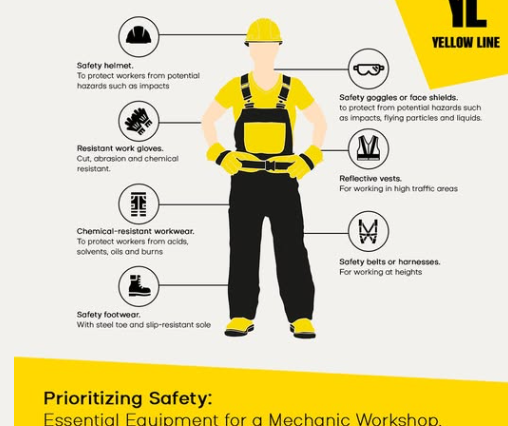 YL
YELLOW LINE
Safety helmet.
To protect workers from potential
hazards such as impacts
Resistant work gloves.
Cut, abrasion and chemical
resistant.
Chemical-resistant workwear.
To protect workers from acids,
solvents, oils and burns
Safety footwear.
With steel toe and slip-resistant sole
Safety goggles or face shields.
to protect from potential hazards such
as impacts, flying particles and liquids.
Reflective vests.
For working in high traffic areas
Safety belts or harnesses.
For working at heights
Prioritizing Safety:
Essential Equipment for a Mechanic Workshop.